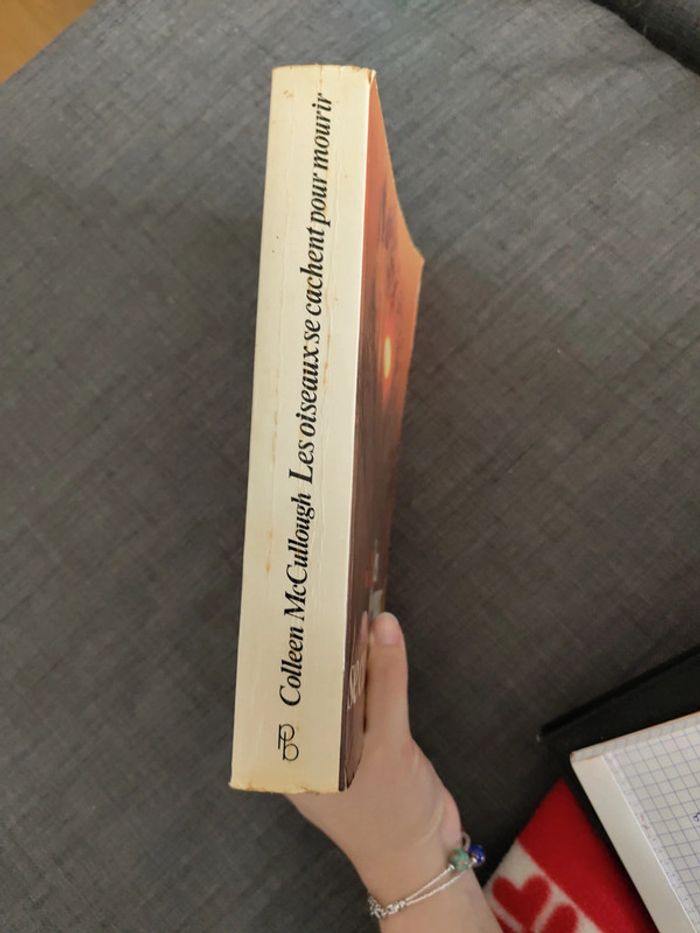 Colleen McCullough Les oiseaux se cachent pour mourir